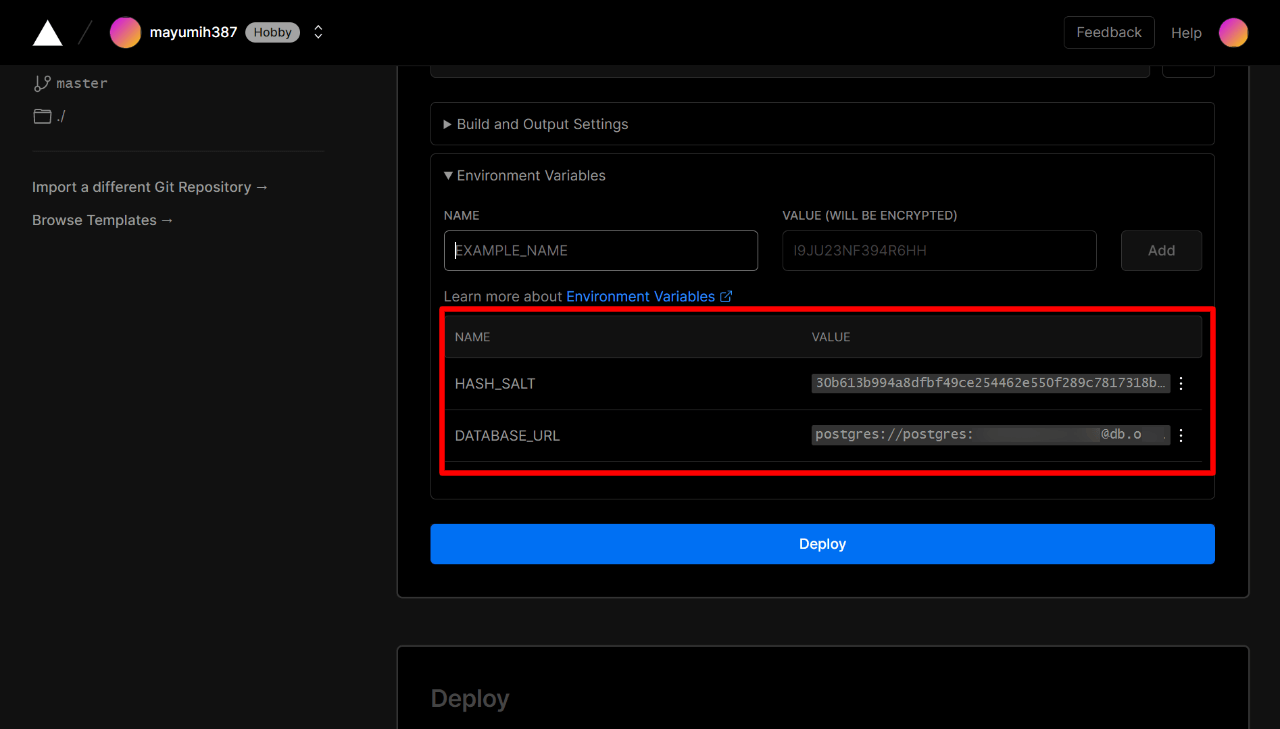 mayumih387 Hobby
Feedback Help
master
./
Import a different Git Repository →
Browse Templates →
Build and Output Settings
Environment Variables
NAME VALUE (WILL BE ENCRYPTED)
EXAMPLE_NAME I9JU23NF394R6HH Add
Learn more about Environment Variables
NAME VALUE
HASH_SALT 30b613b994a8dfbf49ce254462e550f289c7817318b…
DATABASE_URL postgres://postgres: @db.o
Deploy
Deploy